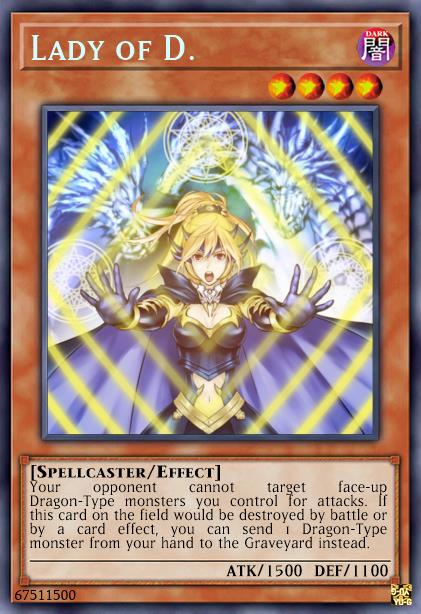 LADY OF D.
DARK
闇
[SPELLCASTER/EFFECT]
Your opponent cannot target face-up
Dragon-Type monsters you control for attacks. If
this card on the field would be destroyed by battle or
by a card effect, you can send 1 Dragon-Type
monster from your hand to the Graveyard instead.
ATK/1500 DEF/1100
67511500